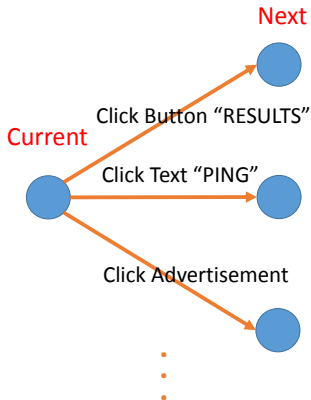 Next
Click Button “RESULTS”
Current
Click Text “PING”
Click Advertisement